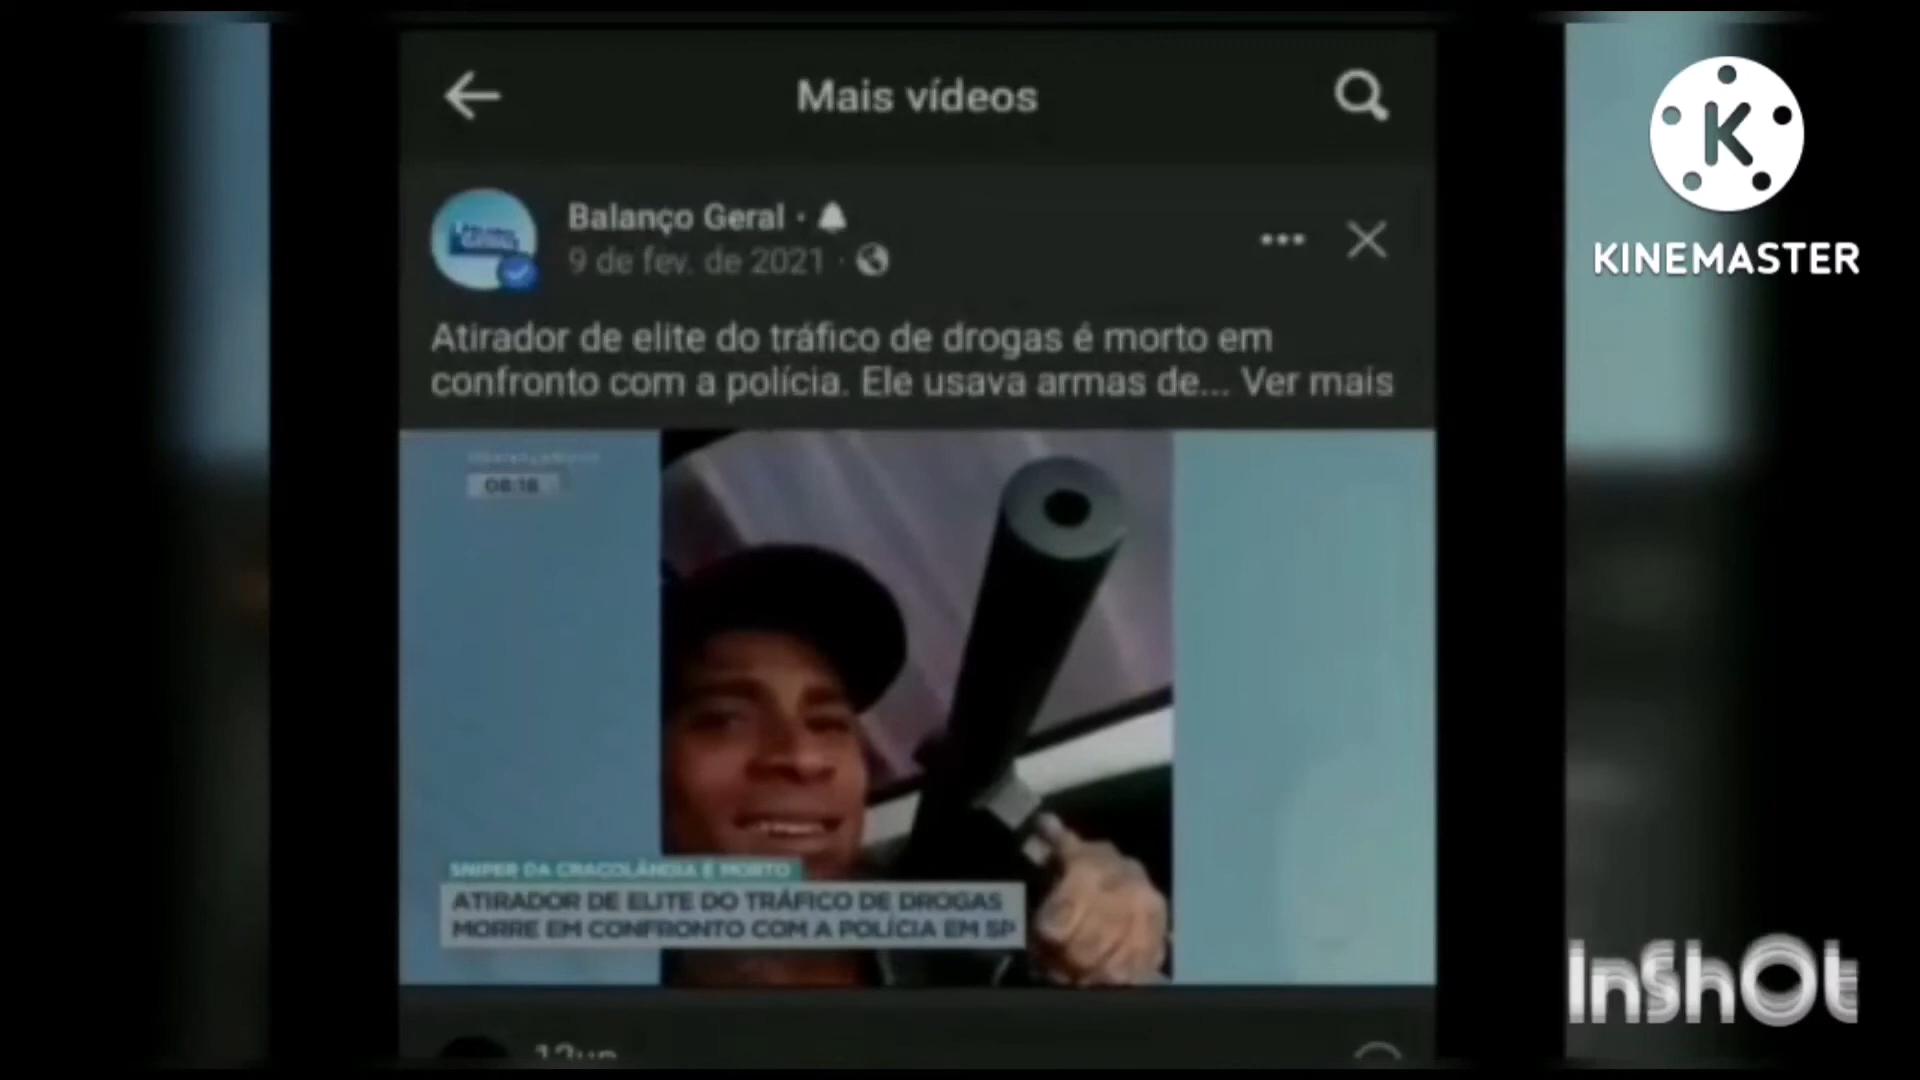 Mais vídeos
K
KINEMASTER
Balanço Geral ·
9 de fev. de 2021 ·
Atirador de elite do tráfico de drogas é morto em
confronto com a polícia. Ele usava armas de... Ver mais
08:18
SNIPER DA CRACOLÂNDIA É MORTO
ATIRADOR DE ELITE DO TRÁFICO DE DROGAS
MORRE EM CONFRONTO COM A POLÍCIA EM SP
InShOt